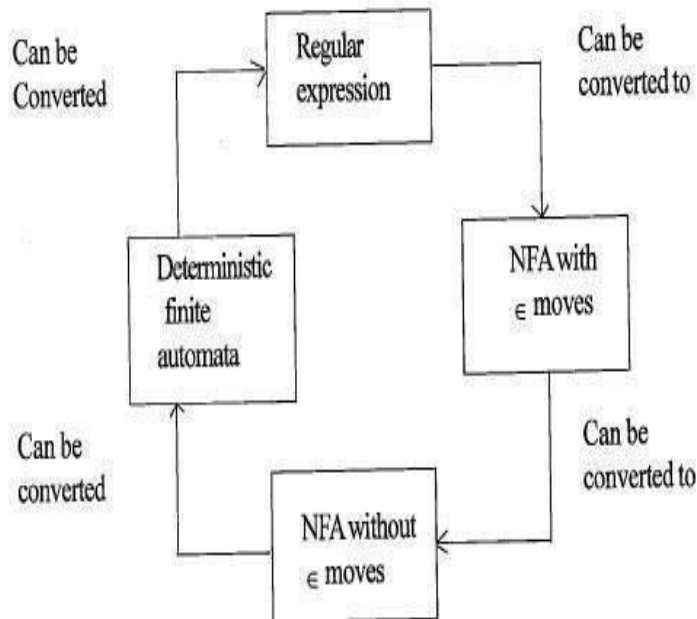 Can be
Converted
Regular
expression
Can be
converted to
Deterministic
finite
automata
NFA with
∈ moves
Can be
converted
NFA without
∈ moves
Can be
converted to